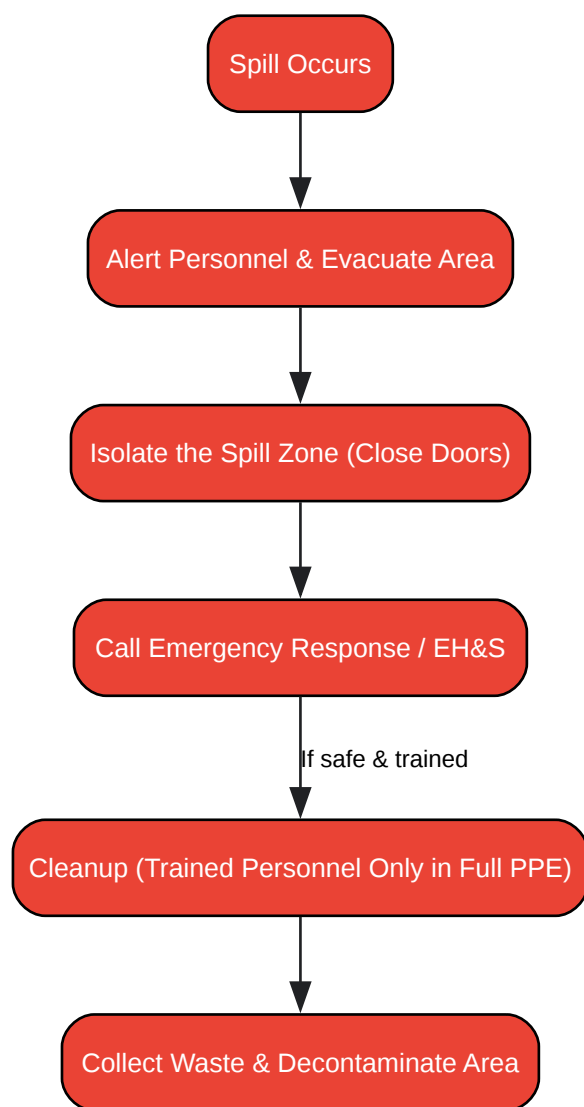 Spill Occurs
Alert Personnel & Evacuate Area
Isolate the Spill Zone (Close Doors)
Call Emergency Response / EH&S
If safe & trained
Cleanup (Trained Personnel Only in Full PPE)
Collect Waste & Decontaminate Area